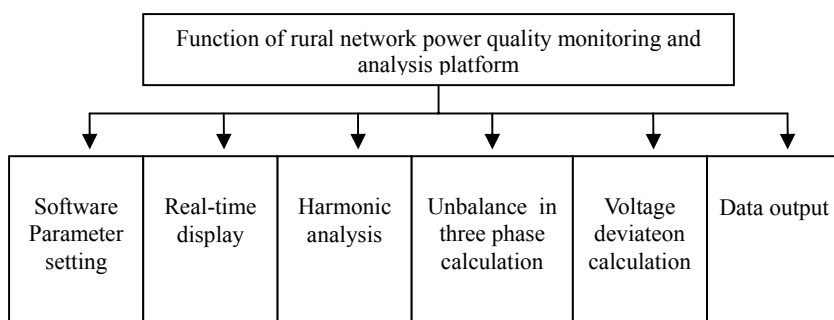 Function of rural network power quality monitoring and
analysis platform
Software
Parameter
setting
Real-time
display
Harmonic
analysis
Unbalance in
three phase
calculation
Voltage
deviateon
calculation
Data output